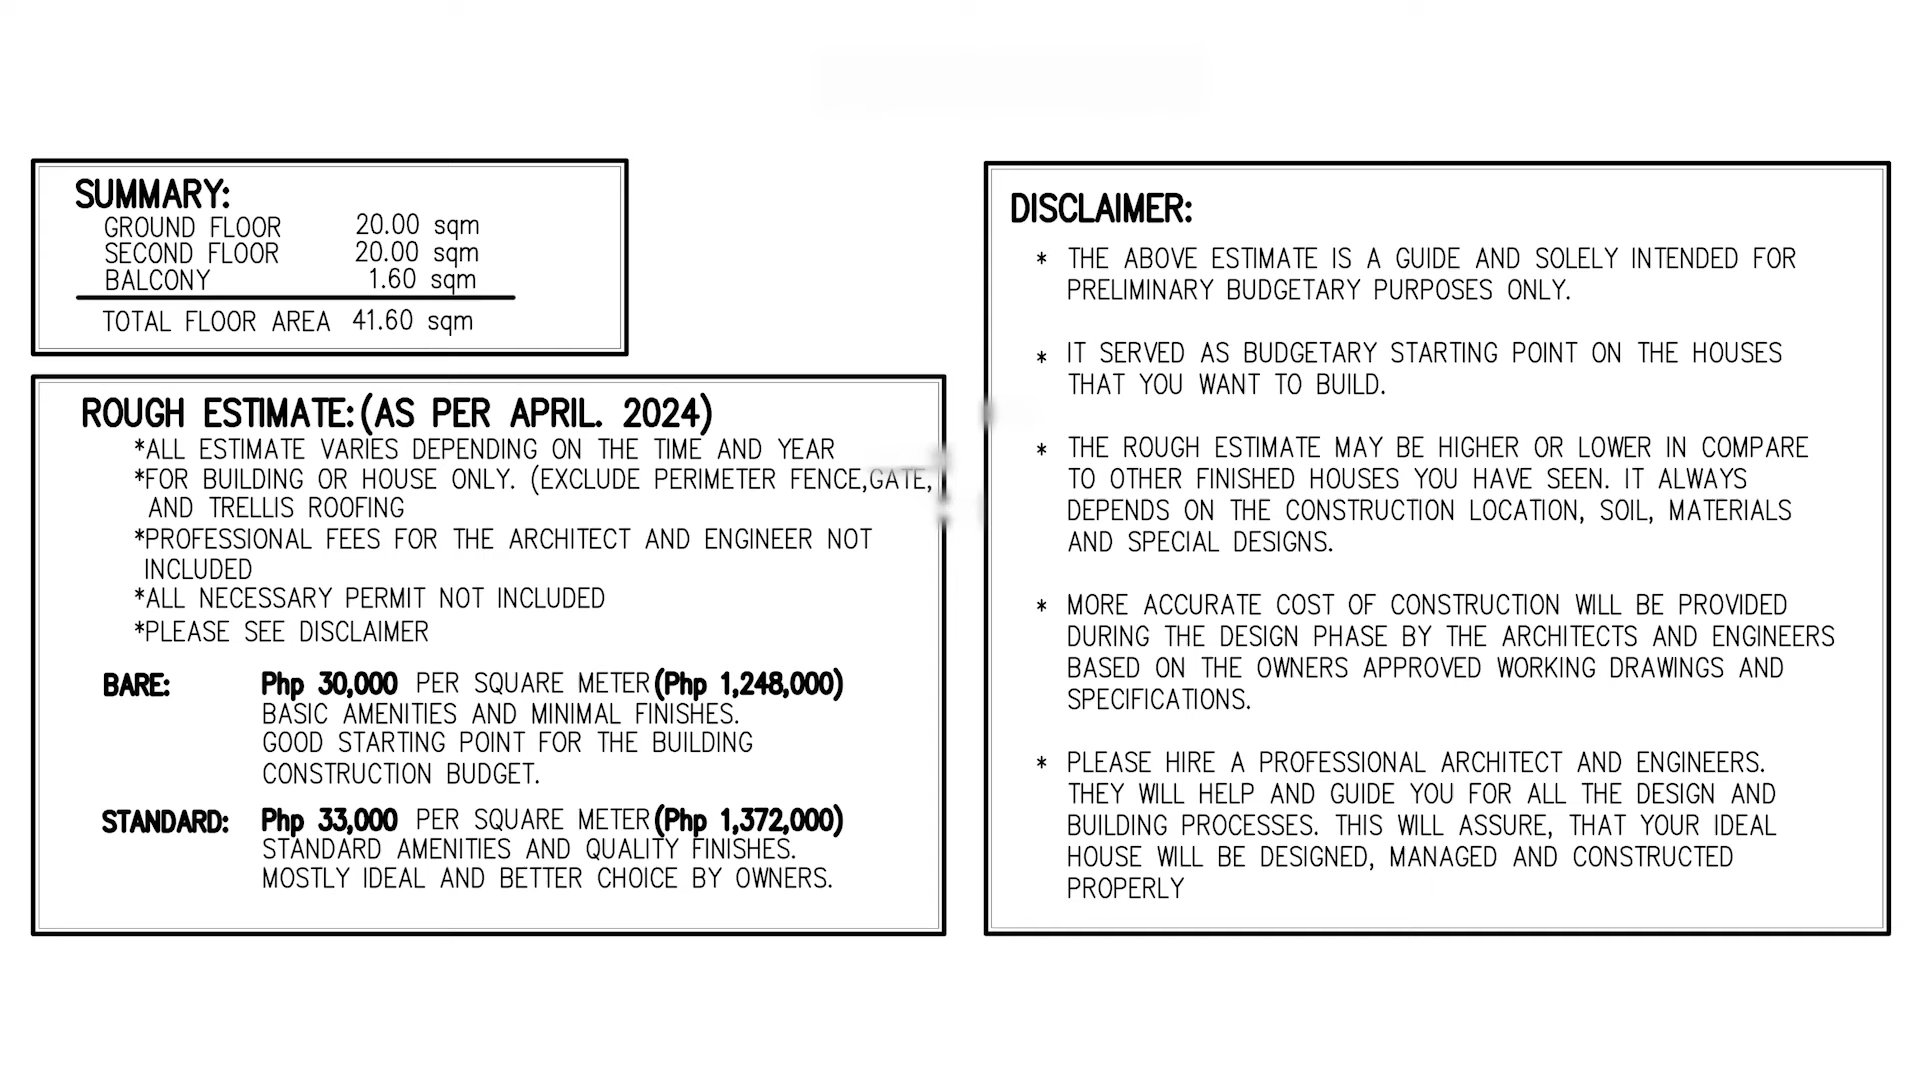 SUMMARY:
GROUND FLOOR 20.00 sqm
SECOND FLOOR 20.00 sqm
BALCONY 1.60 sqm
TOTAL FLOOR AREA 41.60 sqm
ROUGH ESTIMATE:(AS PER APRIL. 2024)
*ALL ESTIMATE VARIES DEPENDING ON THE TIME AND YEAR
*FOR BUILDING OR HOUSE ONLY. (EXCLUDE PERIMETER FENCE,GATE,
AND TRELLIS ROOFING
*PROFESSIONAL FEES FOR THE ARCHITECT AND ENGINEER NOT
INCLUDED
*ALL NECESSARY PERMIT NOT INCLUDED
*PLEASE SEE DISCLAIMER
BARE: Php 30,000 PER SQUARE METER(Php 1,248,000)
BASIC AMENITIES AND MINIMAL FINISHES.
GOOD STARTING POINT FOR THE BUILDING
CONSTRUCTION BUDGET.
STANDARD: Php 33,000 PER SQUARE METER(Php 1,372,000)
STANDARD AMENITIES AND QUALITY FINISHES.
MOSTLY IDEAL AND BETTER CHOICE BY OWNERS.
DISCLAIMER:
* THE ABOVE ESTIMATE IS A GUIDE AND SOLELY INTENDED FOR
PRELIMINARY BUDGETARY PURPOSES ONLY.
* IT SERVED AS BUDGETARY STARTING POINT ON THE HOUSES
THAT YOU WANT TO BUILD.
* THE ROUGH ESTIMATE MAY BE HIGHER OR LOWER IN COMPARE
TO OTHER FINISHED HOUSES YOU HAVE SEEN. IT ALWAYS
DEPENDS ON THE CONSTRUCTION LOCATION, SOIL, MATERIALS
AND SPECIAL DESIGNS.
* MORE ACCURATE COST OF CONSTRUCTION WILL BE PROVIDED
DURING THE DESIGN PHASE BY THE ARCHITECTS AND ENGINEERS
BASED ON THE OWNERS APPROVED WORKING DRAWINGS AND
SPECIFICATIONS.
* PLEASE HIRE A PROFESSIONAL ARCHITECT AND ENGINEERS.
THEY WILL HELP AND GUIDE YOU FOR ALL THE DESIGN AND
BUILDING PROCESSES. THIS WILL ASSURE, THAT YOUR IDEAL
HOUSE WILL BE DESIGNED, MANAGED AND CONSTRUCTED
PROPERLY